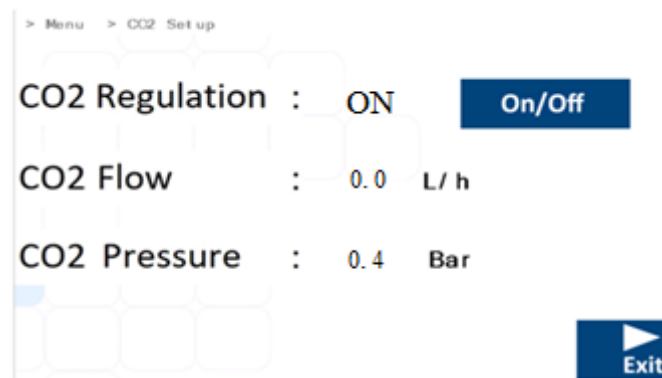 > Menu > CO2 Set up
CO2 Regulation : ON On/Off
CO2 Flow : 0.0 L/h
CO2 Pressure : 0.4 Bar
Exit